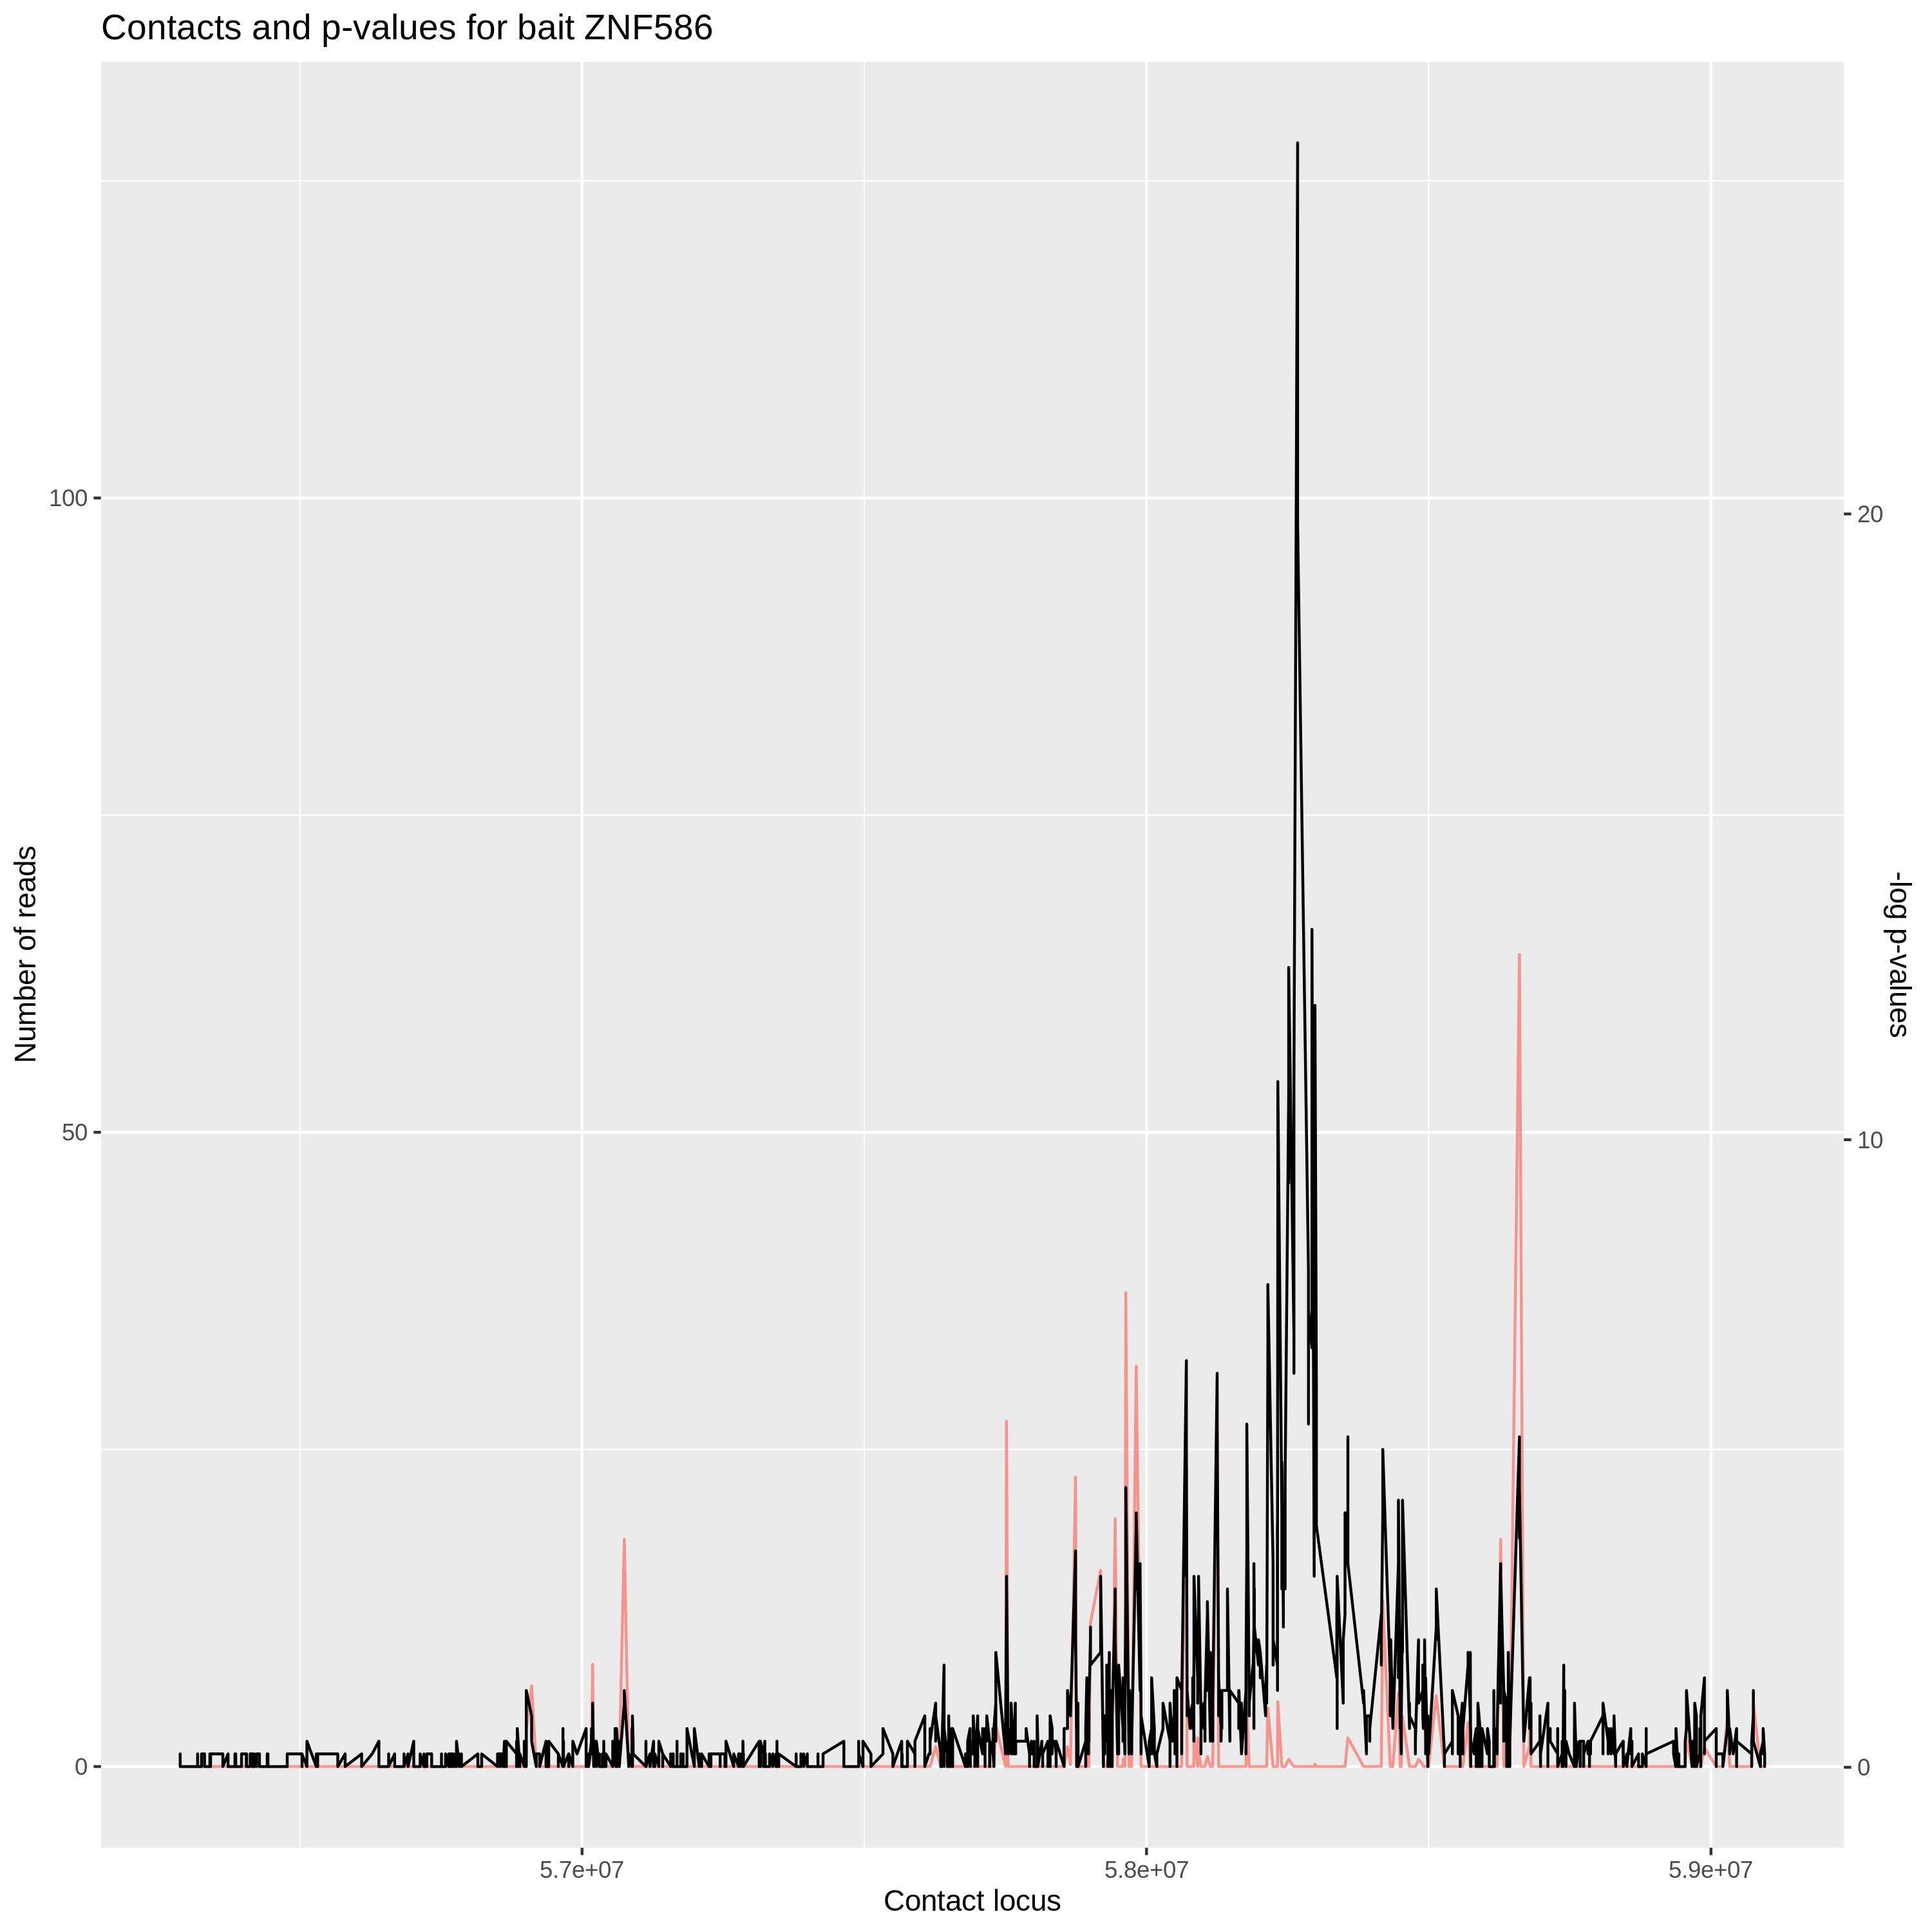 Contacts and p-values for bait ZNF586
100
50
0
Number of reads
20
10
0
-log p-values
5.7e+07
5.8e+07
5.9e+07
Contact locus